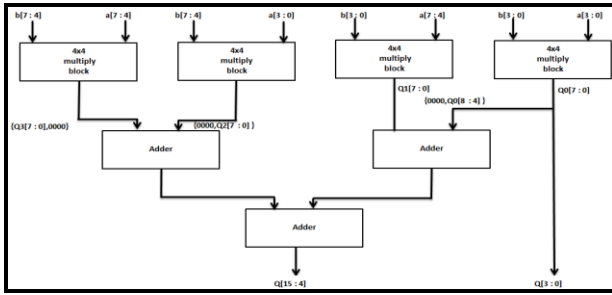 b[7 : 4] a[7 : 4] b[7 : 4] a[3 : 0] b[3 : 0] a[7 : 4] b[3 : 0] a[3 : 0]
4x4 multiply block
4x4 multiply block
4x4 multiply block
4x4 multiply block
Q1[7 : 0]
Q0[7 : 0]
{0000,Q0[8 : 4] }
{Q3[7 : 0],0000}
{0000,Q2[7 : 0] }
Adder
Adder
Adder
Q[15 : 4]
Q[3 : 0]